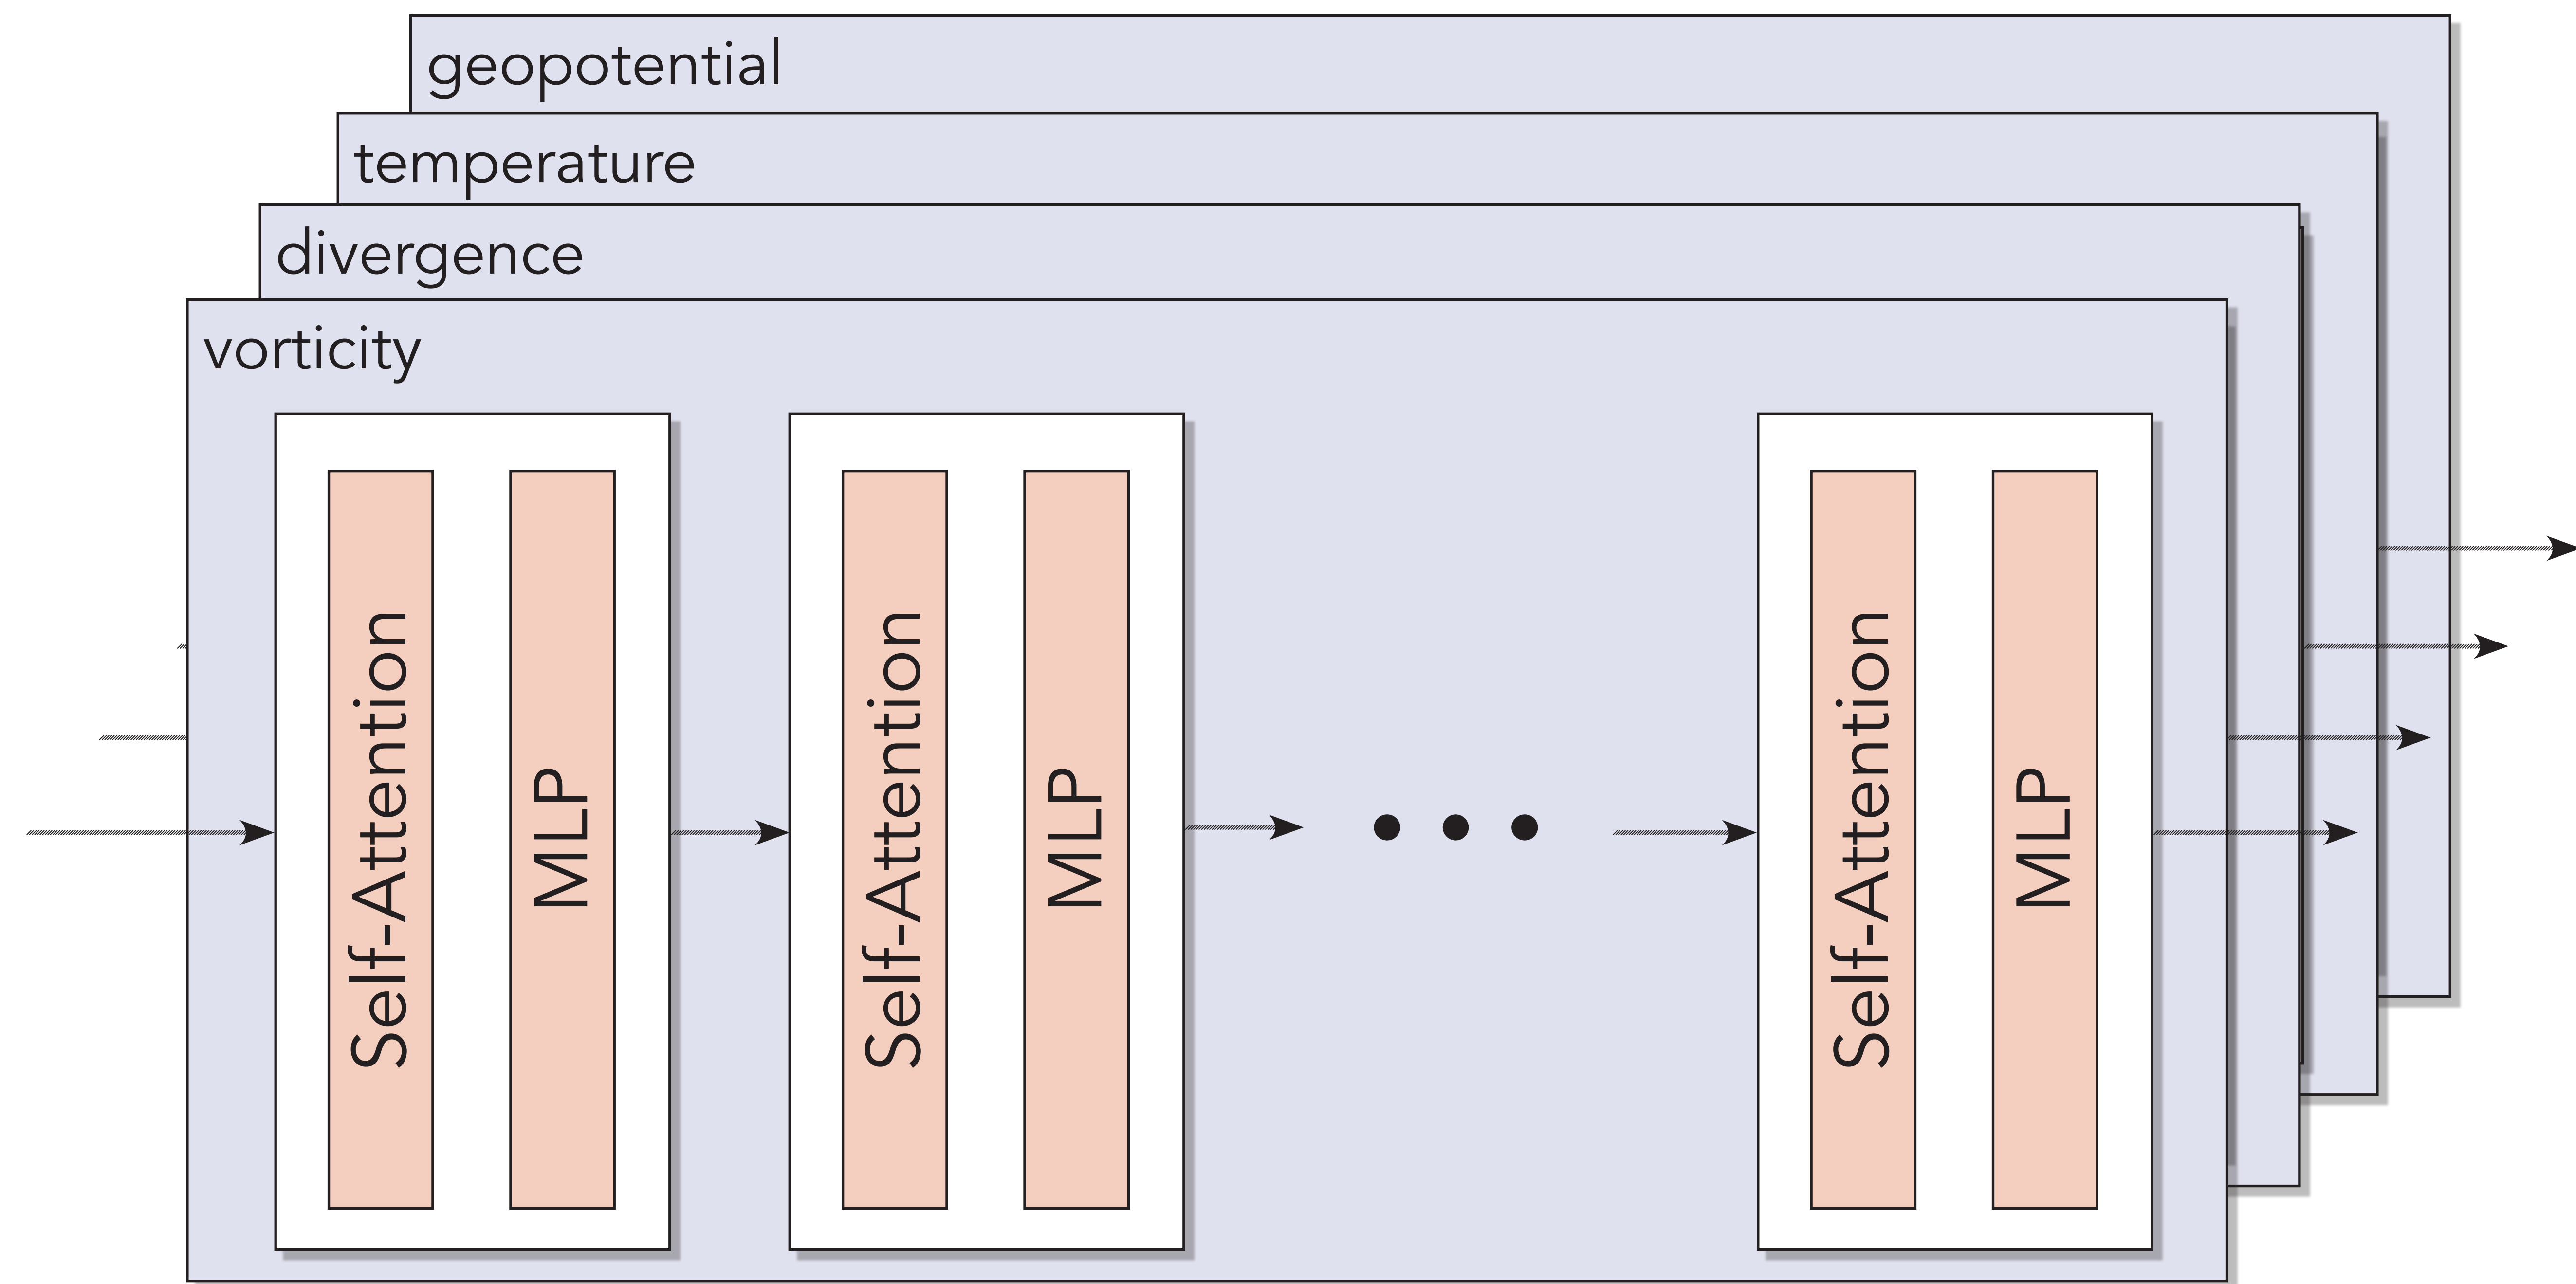 geopotential
temperature
divergence
vorticity
Self-Attention
MLP
Self-Attention
MLP
Self-Attention
MLP